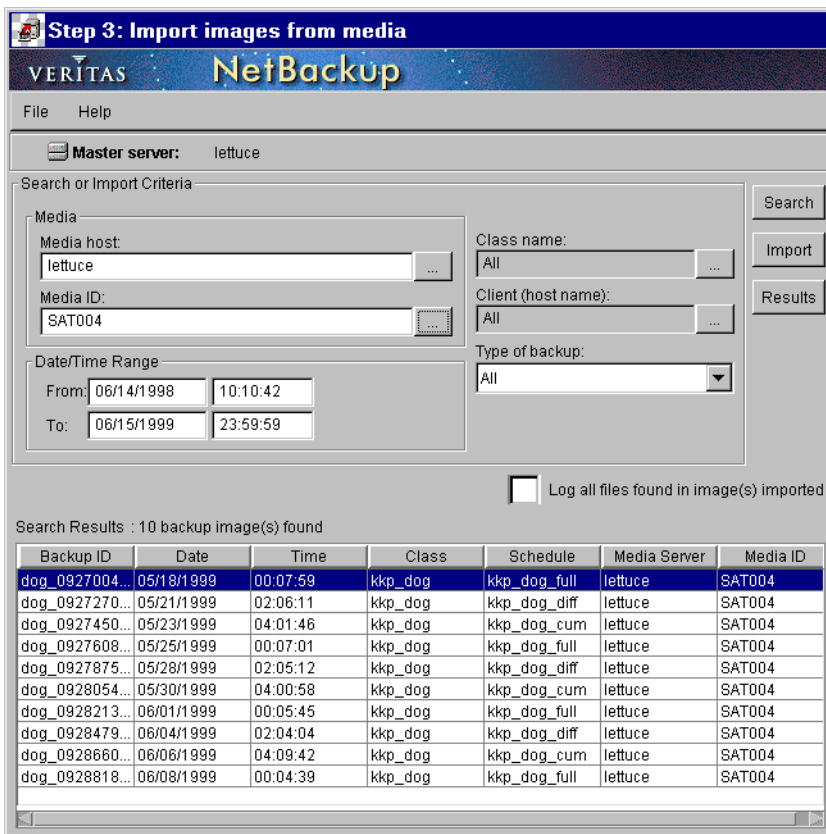 Step 3: Import images from media
VERITAS NetBackup
File Help
Master server: lettuce
Search or Import Criteria
Media
Media host:
lettuce ...
Media ID:
SAT004 ...
Date/Time Range
From: 06/14/1998 10:10:42
To: 06/15/1999 23:59:59
Class name:
All ...
Client (host name):
All ...
Type of backup:
All
Search
Import
Results
Log all files found in image(s) imported
Search Results : 10 backup image(s) found
Backup ID Date Time Class Schedule Media Server Media ID
dog_0927004... 05/18/1999 00:07:59 kkp_dog kkp_dog_full lettuce SAT004
dog_0927270... 05/21/1999 02:06:11 kkp_dog kkp_dog_diff lettuce SAT004
dog_0927450... 05/23/1999 04:01:46 kkp_dog kkp_dog_cum lettuce SAT004
dog_0927608... 05/25/1999 00:07:01 kkp_dog kkp_dog_full lettuce SAT004
dog_0927875... 05/28/1999 02:05:12 kkp_dog kkp_dog_diff lettuce SAT004
dog_0928054... 05/30/1999 04:00:58 kkp_dog kkp_dog_cum lettuce SAT004
dog_0928213... 06/01/1999 00:05:45 kkp_dog kkp_dog_full lettuce SAT004
dog_0928479... 06/04/1999 02:04:04 kkp_dog kkp_dog_diff lettuce SAT004
dog_0928660... 06/06/1999 04:09:42 kkp_dog kkp_dog_cum lettuce SAT004
dog_0928818... 06/08/1999 00:04:39 kkp_dog kkp_dog_full lettuce SAT004